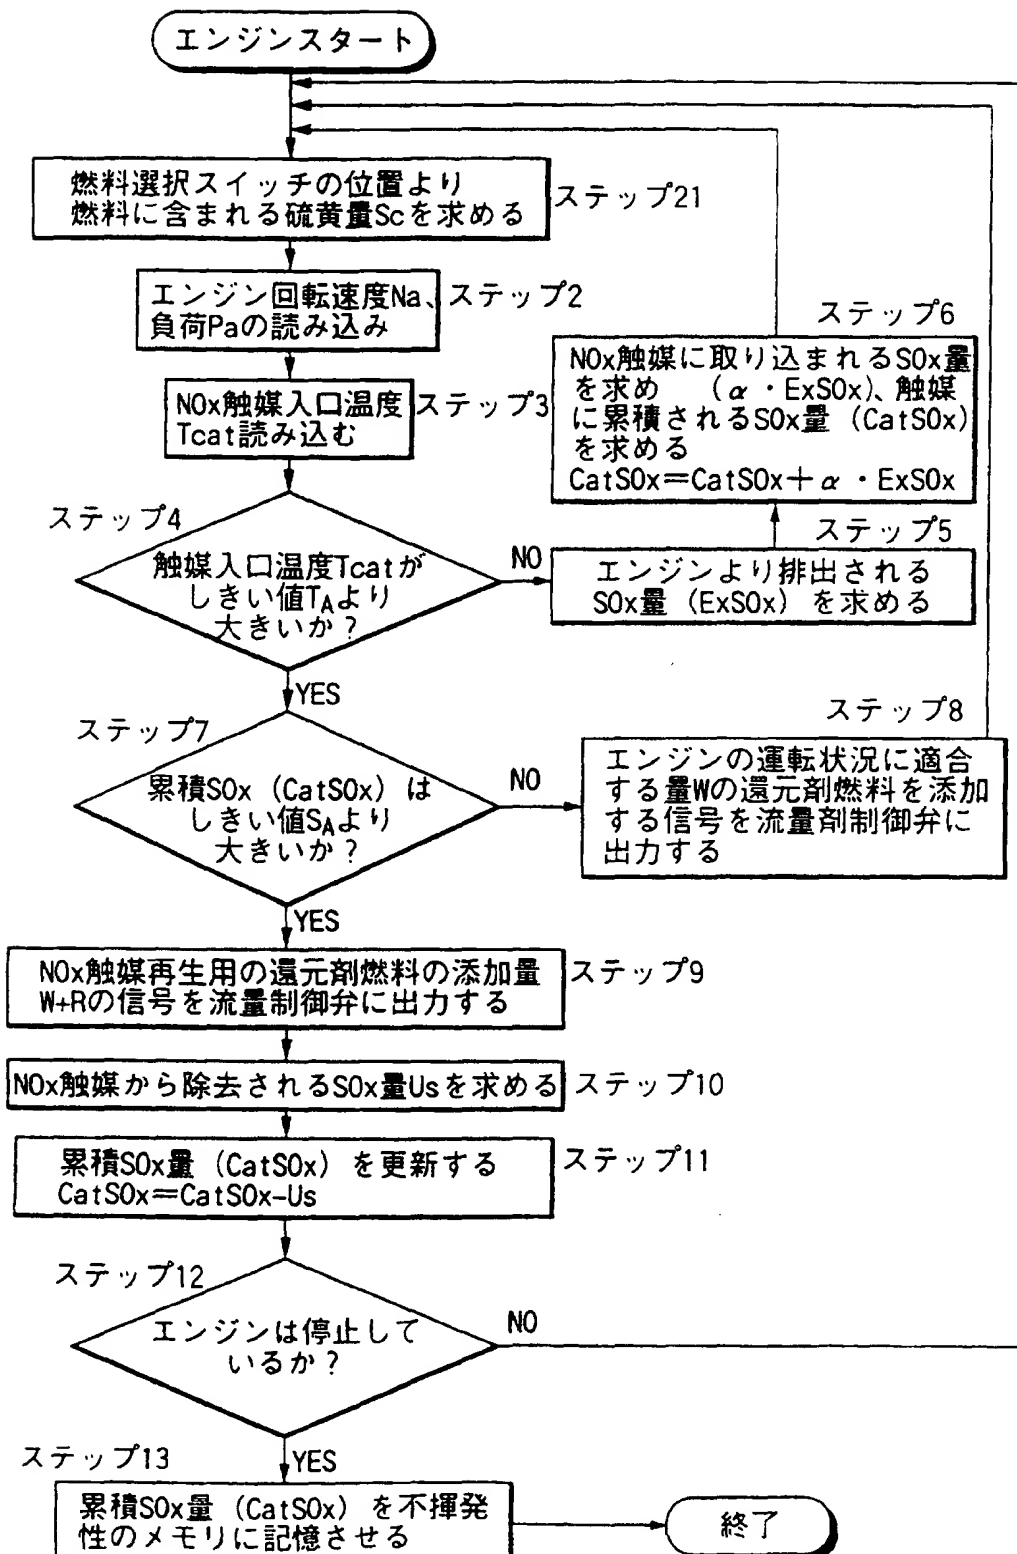 エンジンスタート
燃料選択スイッチの位置より
燃料に含まれる硫黄量Scを求める
ステップ21
エンジン回転速度Na、
負荷Paの読み込み
ステップ2
NOx触媒入口温度
Tcat読み込む
ステップ3
ステップ4
触媒入口温度Tcatが
しきい値TAより
大きいか？
NO
YES
ステップ5
エンジンより排出される
SOx量（ExSOx）を求める
ステップ6
NOx触媒に取り込まれるSOx量
を求め　（α・ExSOx）、触媒
に累積されるSOx量（CatSOx）
を求める
CatSOx＝CatSOx＋α・ExSOx
ステップ7
累積SOx（CatSOx）は
しきい値SAより
大きいか？
NO
YES
ステップ8
エンジンの運転状況に適合
する量Wの還元剤燃料を添加
する信号を流量剤制御弁に
出力する
NOx触媒再生用の還元剤燃料の添加量
W+Rの信号を流量制御弁に出力する
ステップ9
NOx触媒から除去されるSOx量Usを求める
ステップ10
累積SOx量（CatSOx）を更新する
CatSOx＝CatSOx-Us
ステップ11
ステップ12
エンジンは停止して
いるか？
NO
YES
ステップ13
累積SOx量（CatSOx）を不揮発
性のメモリに記憶させる
終了